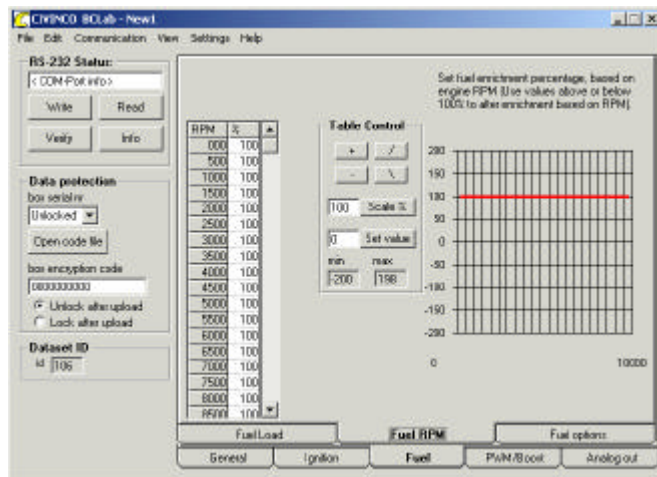 CIVINCO BCLab - New1
File Edit Communication View Settings Help
RS-232 Status:
< COM-Port info >
Write Read
Verify Info
Data protection
box serial nr
Unlocked
Open code file
box encryption code
0000000000
Unlock after upload
Lock after upload
Dataset ID
id 106
RPM %
000 100
500 100
1000 100
1500 100
2000 100
2500 100
3000 100
3500 100
4000 100
4500 100
5000 100
5500 100
6000 100
6500 100
7000 100
7500 100
8000 100
8500 100
Table Control
+ /
- \
100 Scale %
0 Set value
min max
-200 198
Set fuel enrichment percentage, based on
engine RPM (Use values above or below
100% to alter enrichment based on RPM).
200
150
100
50
0
-50
-100
-150
-200
0 10000
Fuel Load Fuel RPM Fuel options
General Ignition Fuel PWM/Boost Analog out